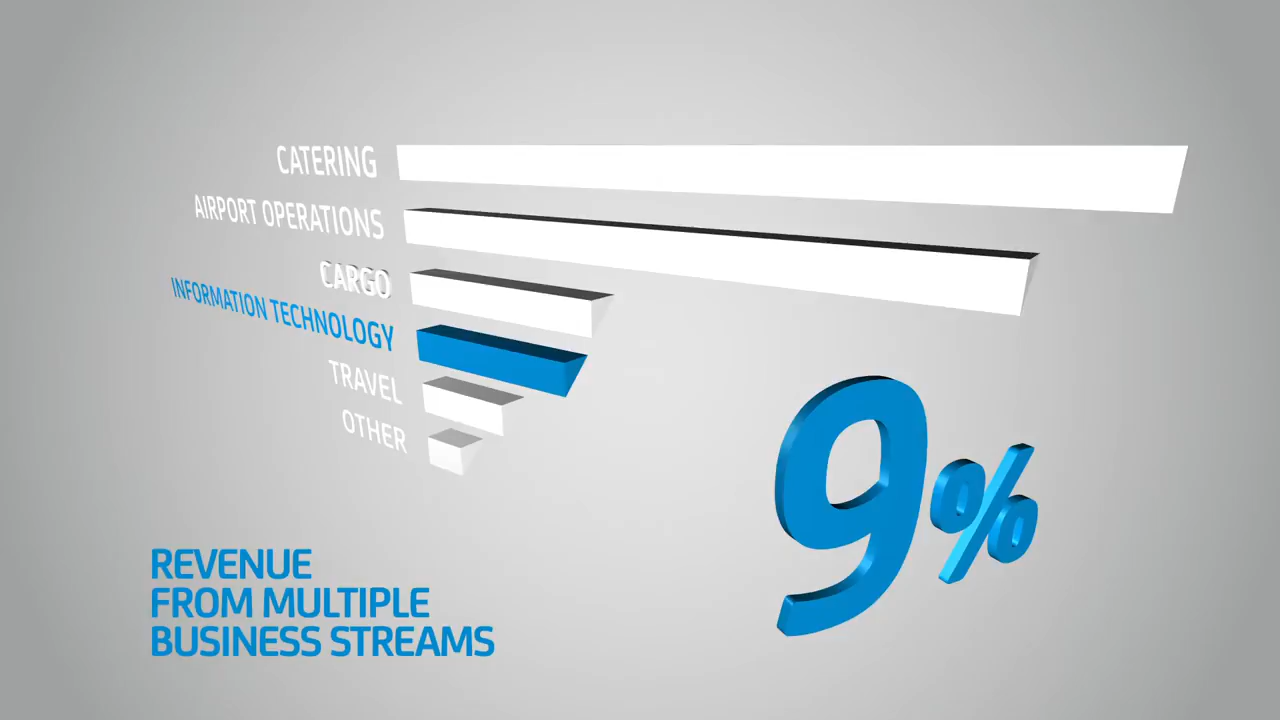 CATERING
AIRPORT OPERATIONS
CARGO
INFORMATION TECHNOLOGY
TRAVEL
OTHER
9%
REVENUE
FROM MULTIPLE
BUSINESS STREAMS